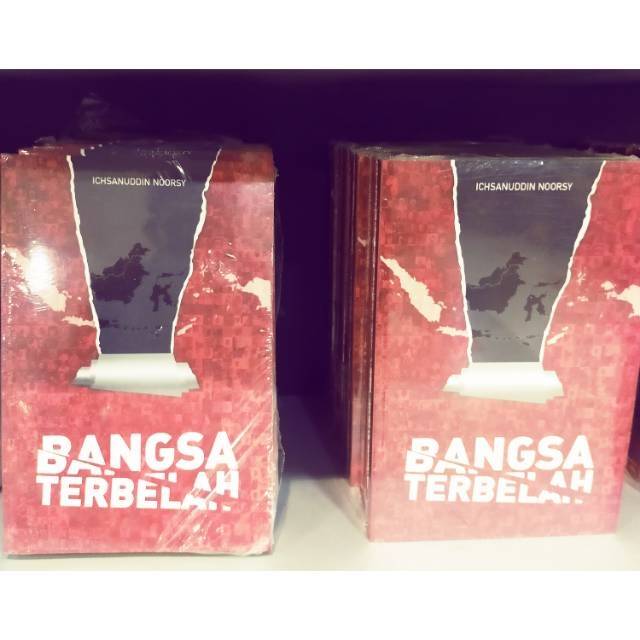 ICHSANUDDIN NOORSY
BANGSA
TERBELAH
ICHSANUDDIN NOORSY
BANGSA
TERBELAH